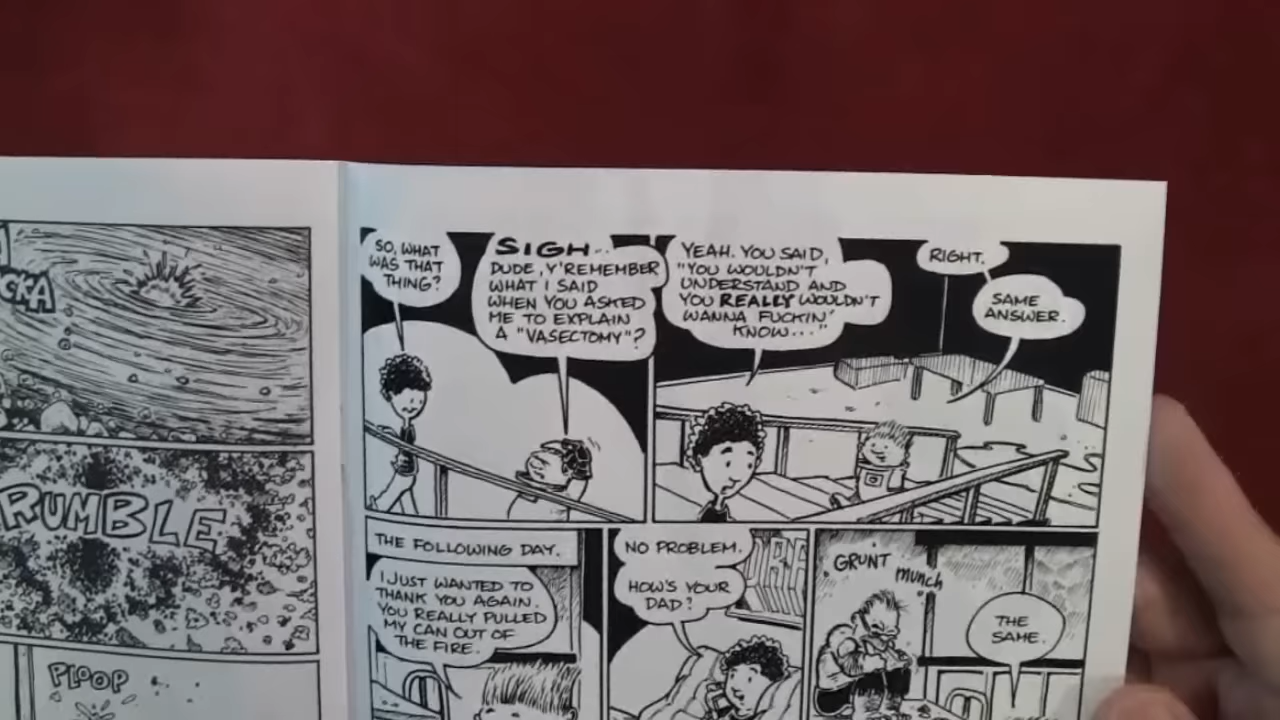 CKA
RUMBLE
PLOOP
SO, WHAT
WAS THAT
THING?
SIGH..
DUDE, Y'REMEMBER
WHAT I SAID
WHEN YOU ASKED
ME TO EXPLAIN
A "VASECTOMY"?
YEAH. YOU SAID,
"YOU WOULDN'T
UNDERSTAND AND
YOU REALLY WOULDN'T
WANNA FUCKIN'
KNOW..."
RIGHT.
SAME
ANSWER.
THE FOLLOWING DAY.
I JUST WANTED TO
THANK YOU AGAIN.
YOU REALLY PULLED
MY CAN OUT OF
THE FIRE.
NO PROBLEM.
HOW'S YOUR
DAD?
GRUNT
MUNCH
THE
SAME.